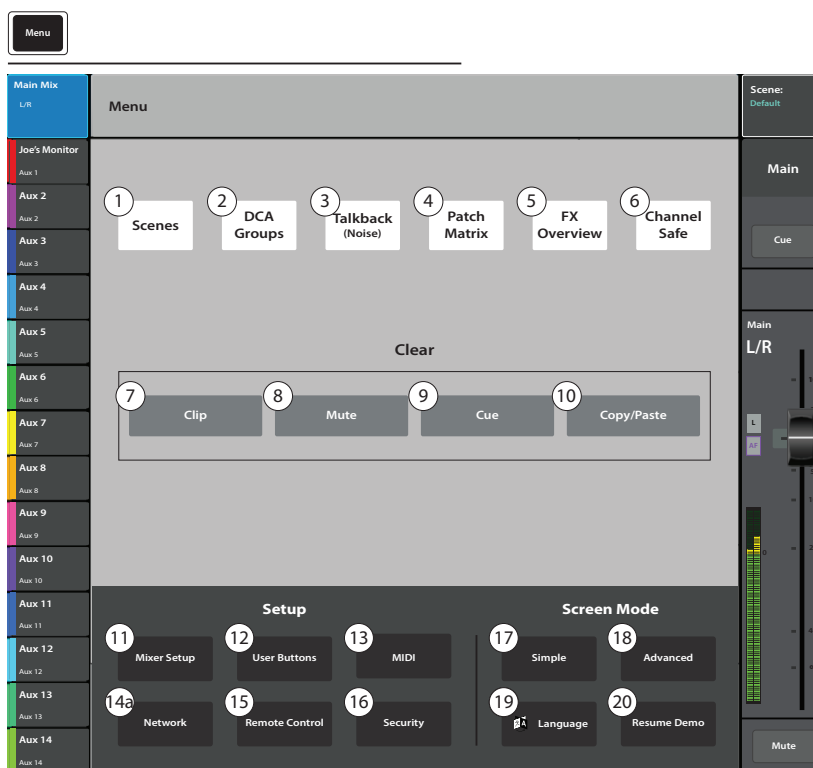 Menu
Main Mix
L/R
Menu
Scene:
Default
Joe's Monitor
Aux 1
Aux 2
Aux 2
Aux 3
Aux 3
Aux 4
Aux 4
Aux 5
Aux 5
Aux 6
Aux 6
Aux 7
Aux 7
Aux 8
Aux 8
Aux 9
Aux 9
Aux 10
Aux 10
Aux 11
Aux 11
Aux 12
Aux 12
Aux 13
Aux 13
Aux 14
Aux 14
1
Scenes
2
DCA
Groups
3
Talkback
(Noise)
4
Patch
Matrix
5
FX
Overview
6
Channel
Safe
Clear
7
Clip
8
Mute
9
Cue
10
Copy/Paste
Setup
11
Mixer Setup
12
User Buttons
13
MIDI
14a
Network
15
Remote Control
16
Security
Screen Mode
17
Simple
18
Advanced
19
Language
20
Resume Demo
Main
Cue
Main
L/R
L
AF
0
Mute